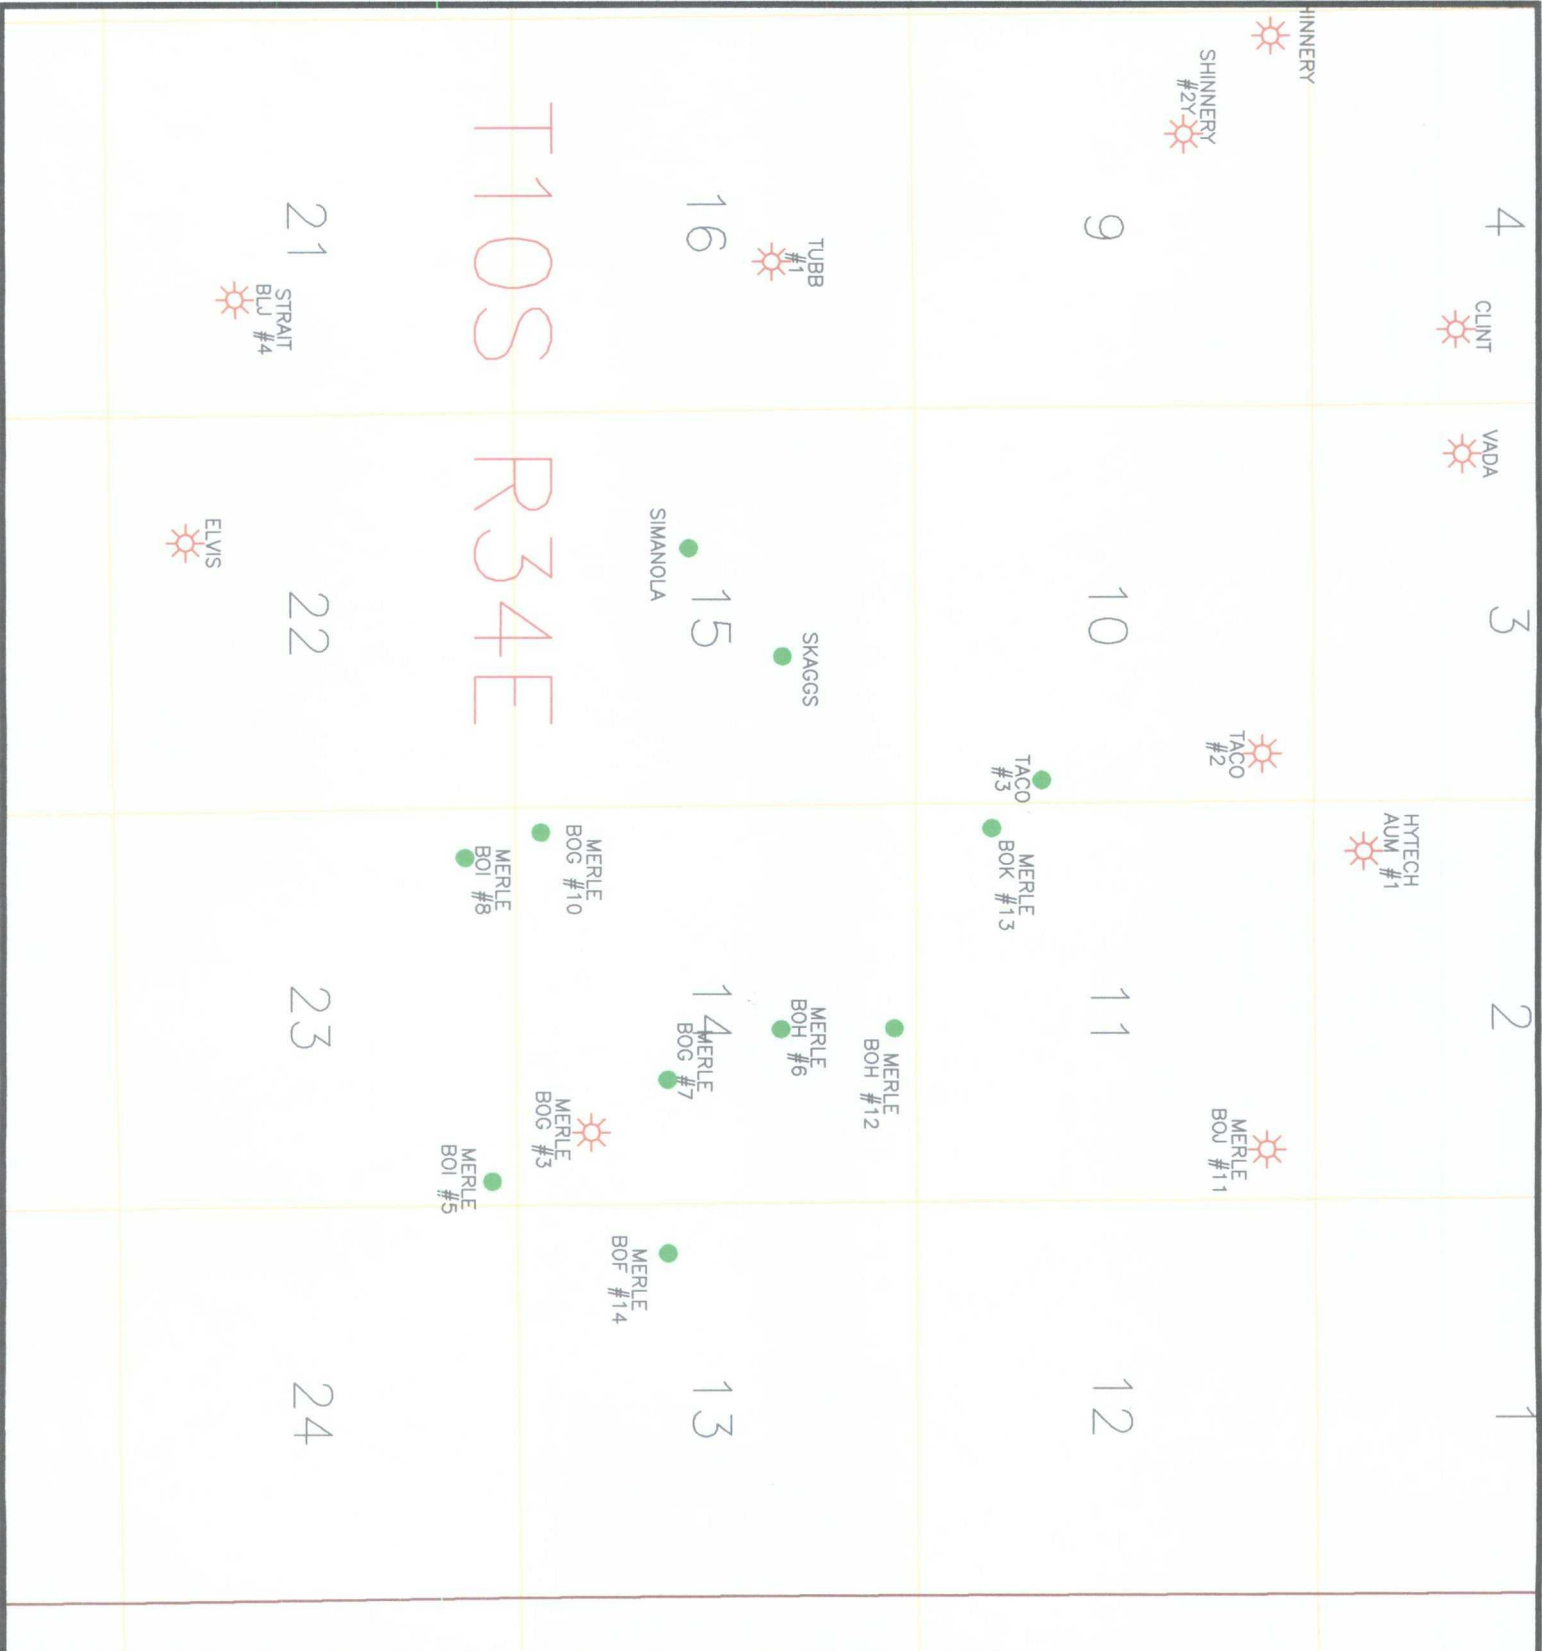 4
3
2
1
CLINT
VADA
HYTECH
AUM #1
HINNERY
SHINNERY
#2Y
TACO
#2
MERLE
BOJ #11
9
10
11
12
TACO
#3
MERLE
BOK #13
MERLE
BOH #12
TUBB
#1
SKAGGS
MERLE
BOH #6
16
15
14
13
SIMANOLA
MERLE
BOG #7
MERLE
BOF #14
MERLE
BOG #10
MERLE
BOG #3
T10S R34E
MERLE
BOI #8
MERLE
BOI #5
21
22
23
24
STRAIT
BLJ #4
ELVIS